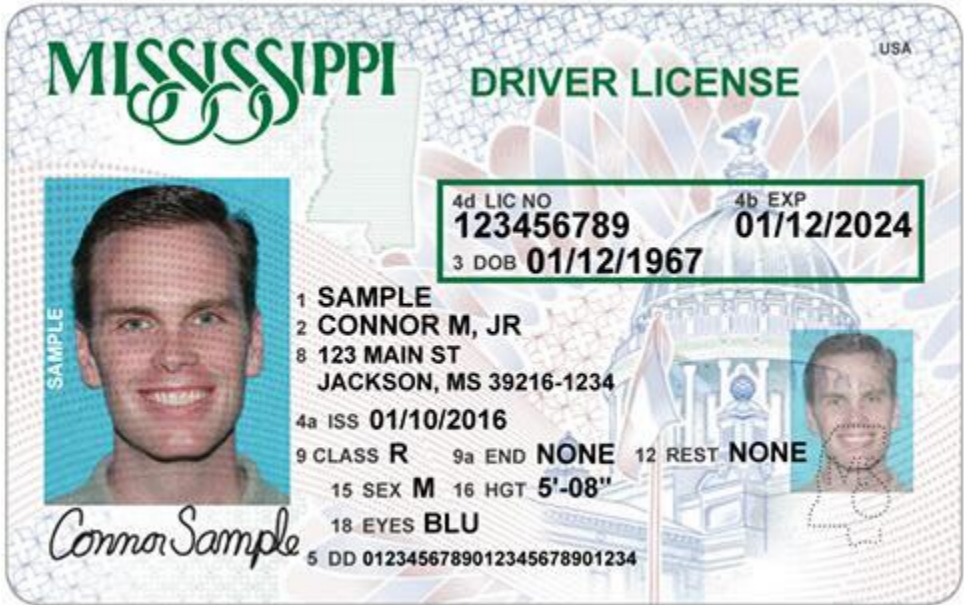 MISSISSIPPI
USA
DRIVER LICENSE
4d LIC NO 4b EXP
123456789 01/12/2024
3 DOB 01/12/1967
1 SAMPLE
2 CONNOR M, JR
8 123 MAIN ST
JACKSON, MS 39216-1234
4a ISS 01/10/2016
9 CLASS R 9a END NONE 12 REST NONE
15 SEX M 16 HGT 5'-08"
18 EYES BLU
5 DD 0123456789012345678901234
SAMPLE
Connor Sample